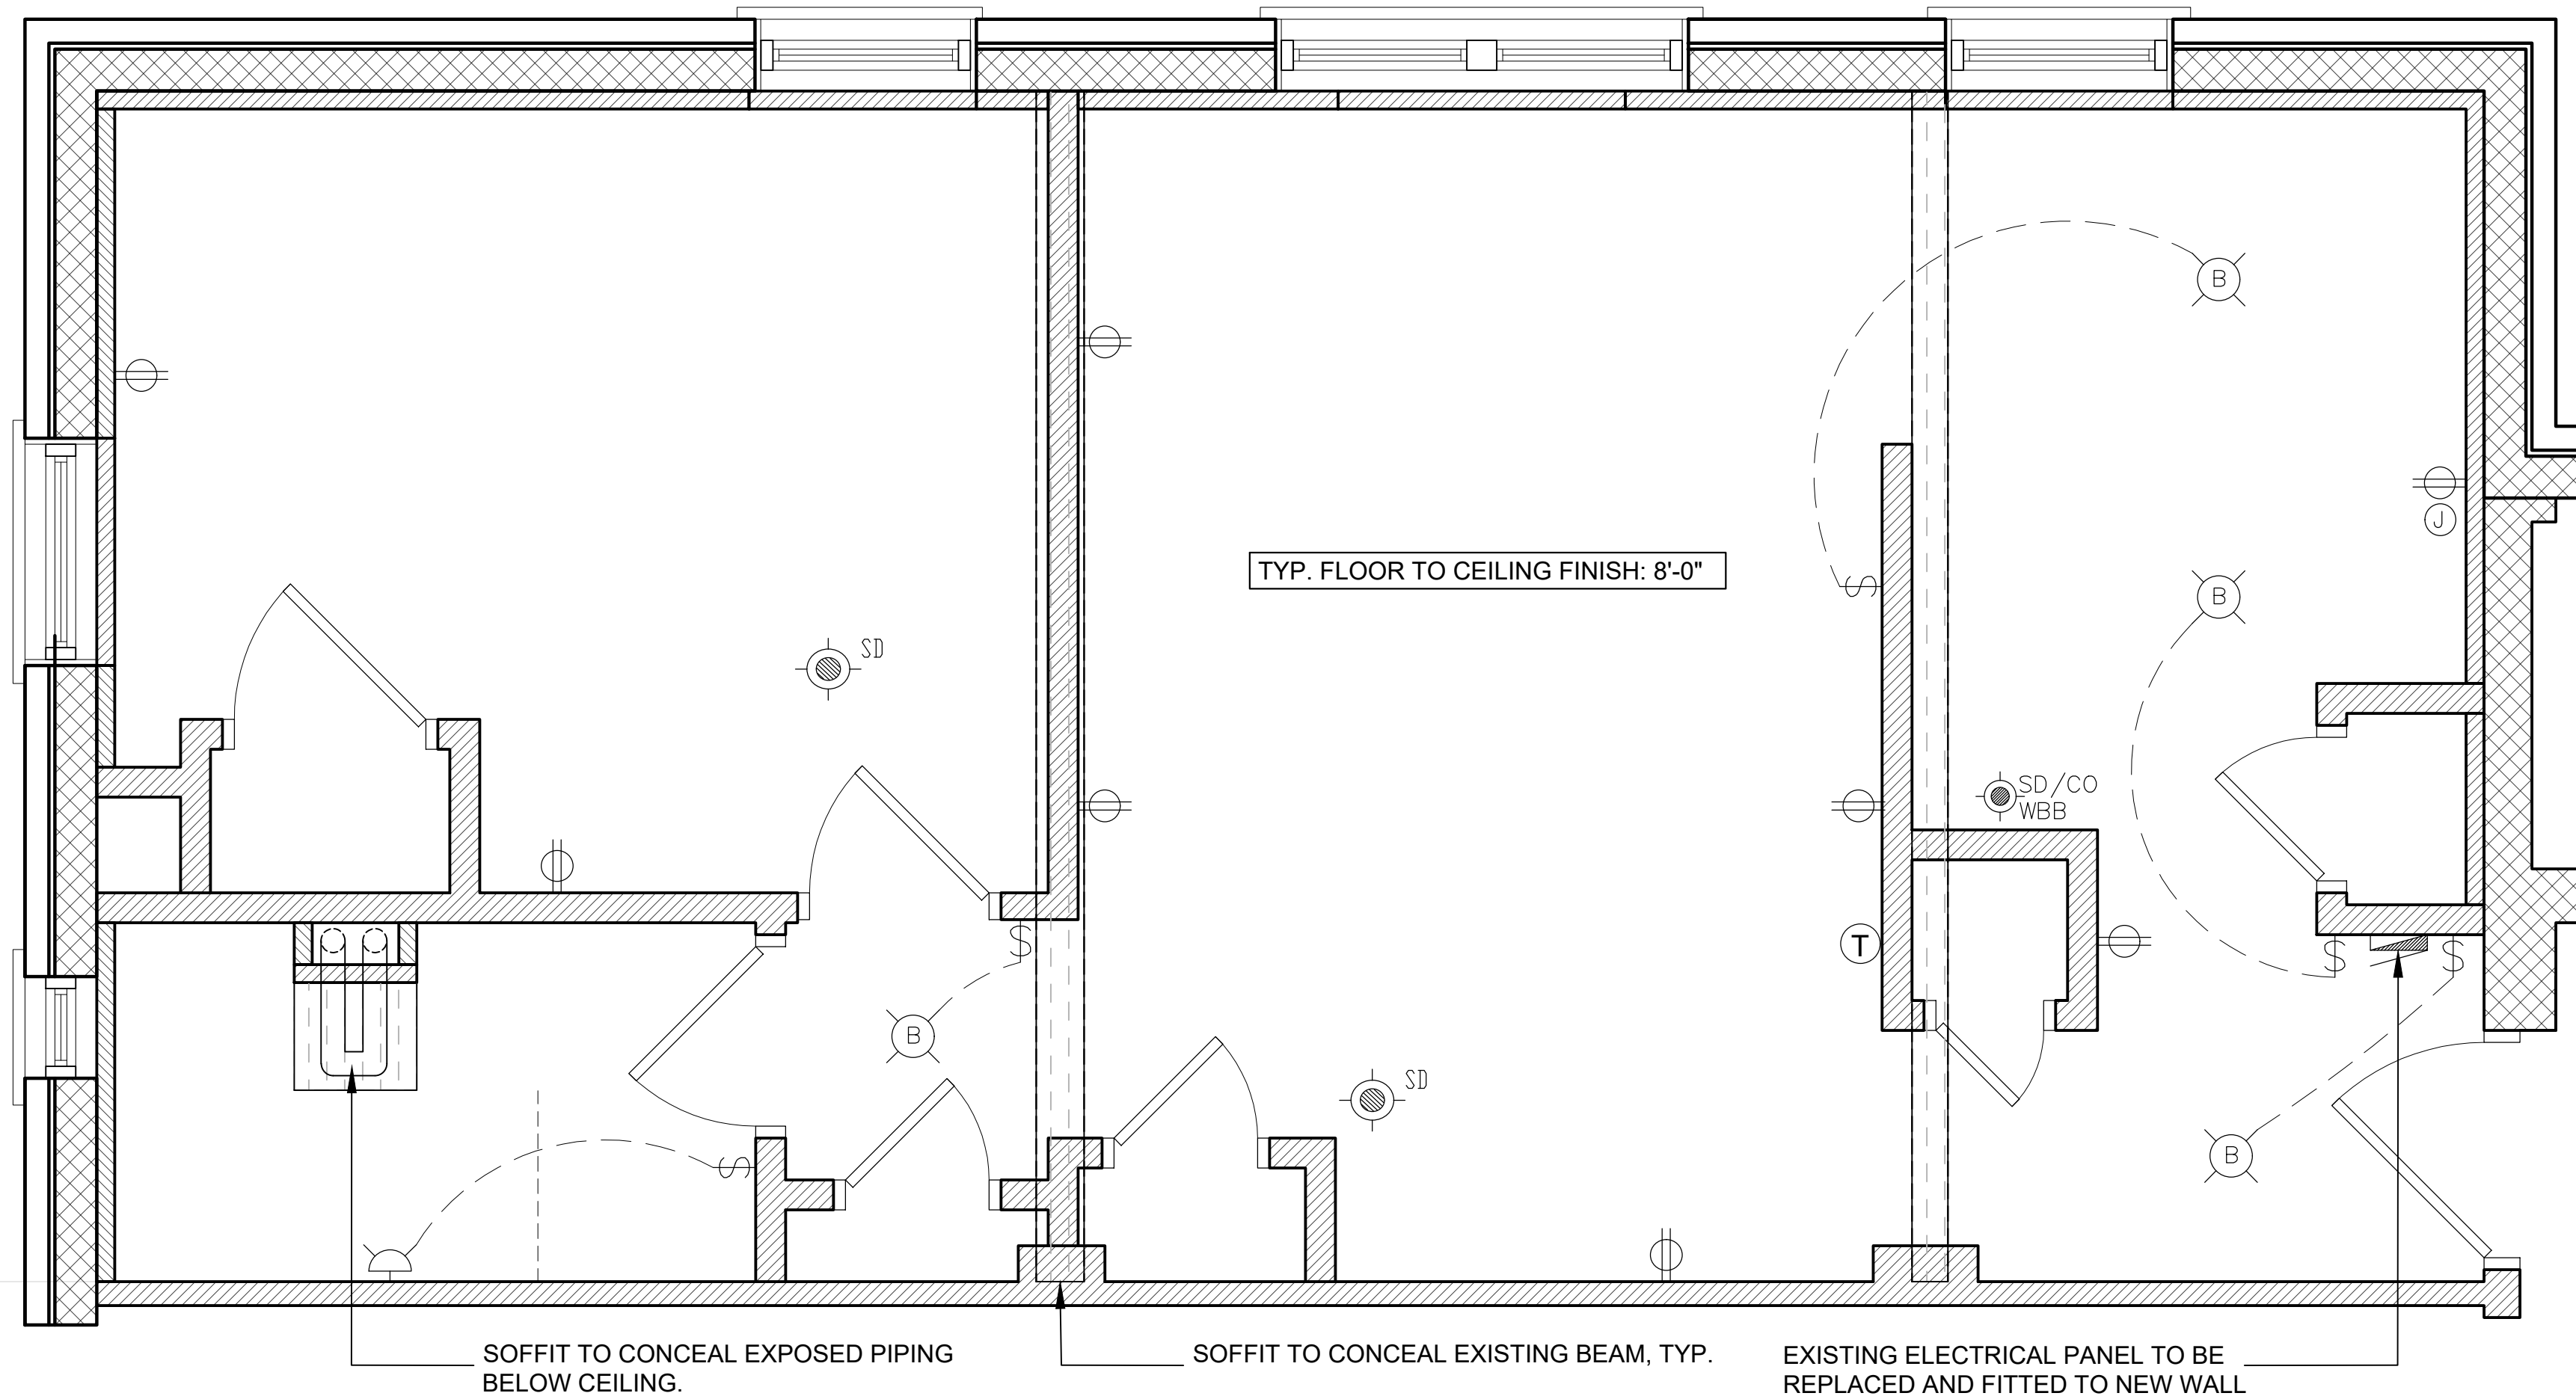 B
TYP. FLOOR TO CEILING FINISH: 8'-0"
S
J
B
SD
SD/CO
WBB
S
T
S
S
B
SD
B
S
SOFFIT TO CONCEAL EXPOSED PIPING
BELOW CEILING.
SOFFIT TO CONCEAL EXISTING BEAM, TYP.
EXISTING ELECTRICAL PANEL TO BE
REPLACED AND FITTED TO NEW WALL